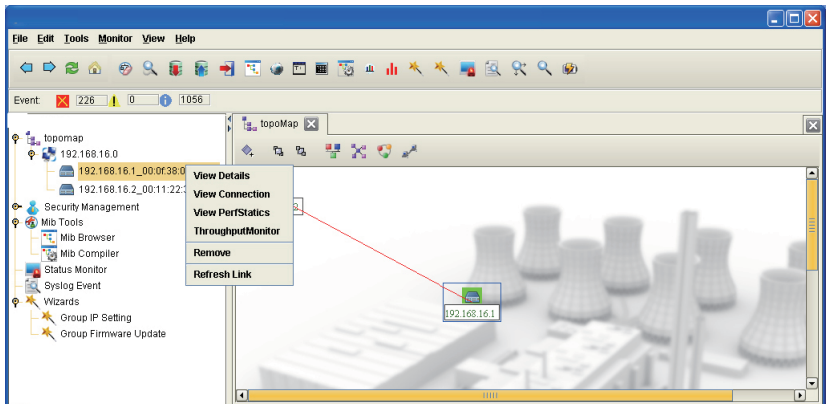 File Edit Tools Monitor View Help
Event: 226 0 1056
topomap
192.168.16.0
192.168.16.1_00:0f:38:0
192.168.16.2_00:11:22:
Security Management
Mib Tools
Mib Browser
Mib Compiler
Status Monitor
Syslog Event
Wizards
Group IP Setting
Group Firmware Update
View Details
View Connection
View PerfStatics
ThroughputMonitor
Remove
Refresh Link
topoMap
192.168.16.1